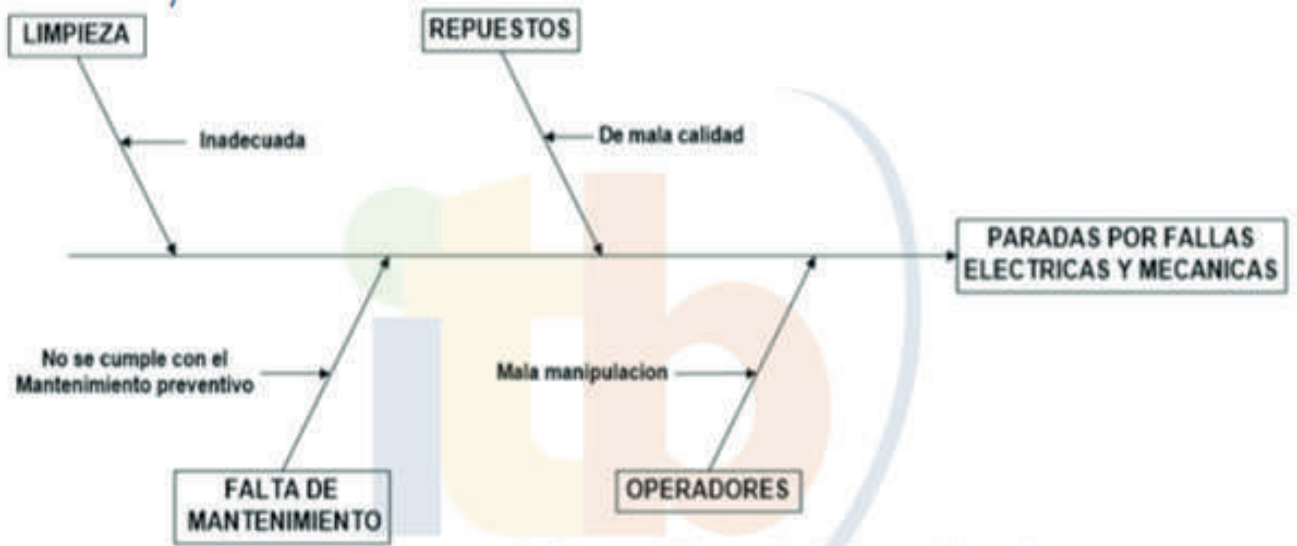 LIMPIEZA
REPUESTOS
Inadecuada
De mala calidad
PARADAS POR FALLAS
ELECTRICAS Y MECANICAS
No se cumple con el
Mantenimiento preventivo
Mala manipulacion
FALTA DE
MANTENIMIENTO
OPERADORES
itb